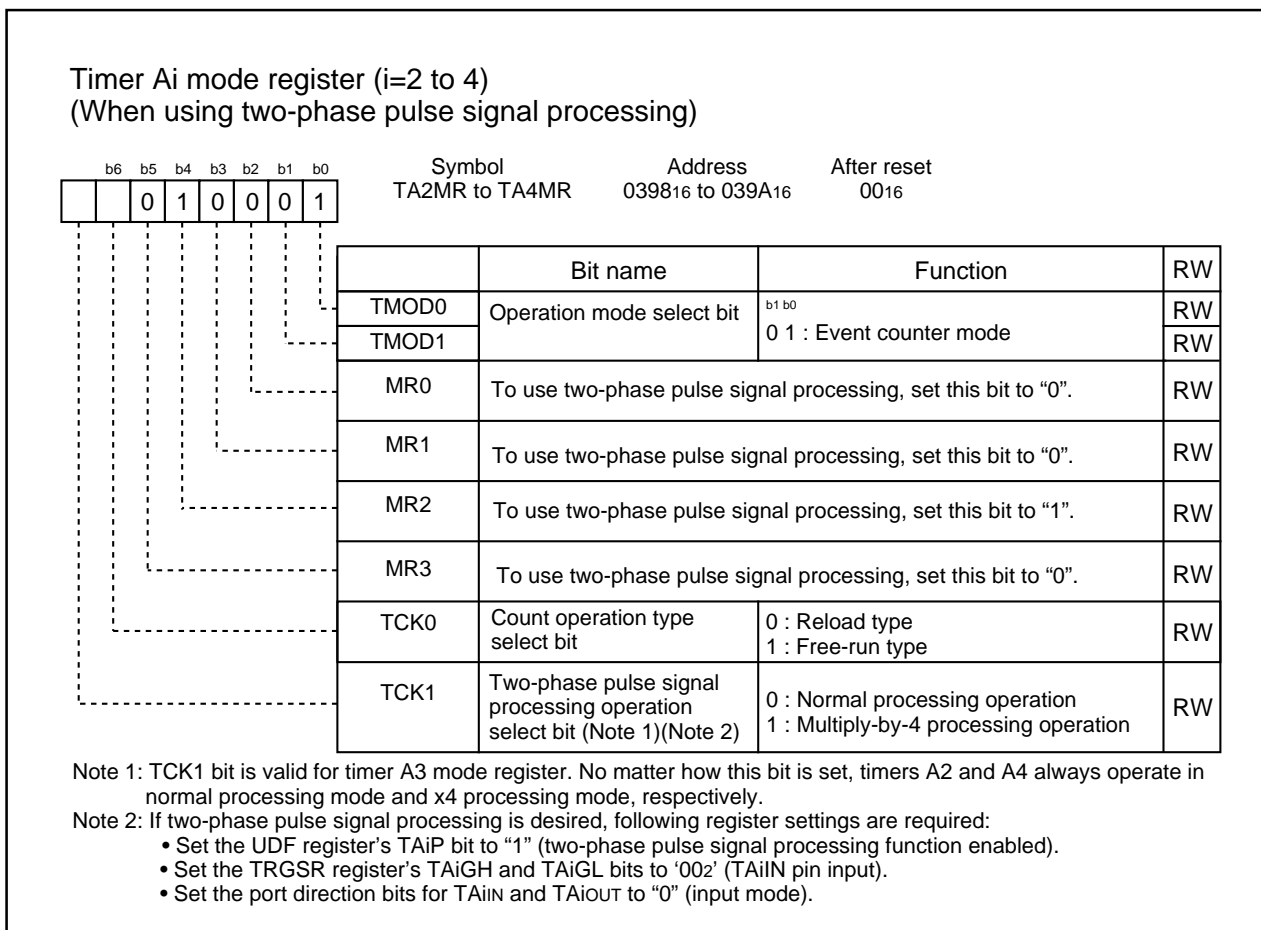 Timer Ai mode register (i=2 to 4)
(When using two-phase pulse signal processing)
b6 b5 b4 b3 b2 b1 b0
0 1 0 0 0 1
Symbol Address After reset
TA2MR to TA4MR 039816 to 039A16 0016
Bit name Function RW
TMOD0 Operation mode select bit b1 b0 RW
TMOD1 0 1 : Event counter mode RW
MR0 To use two-phase pulse signal processing, set this bit to “0”. RW
MR1 To use two-phase pulse signal processing, set this bit to “0”. RW
MR2 To use two-phase pulse signal processing, set this bit to “1”. RW
MR3 To use two-phase pulse signal processing, set this bit to “0”. RW
TCK0 Count operation type 0 : Reload type RW
select bit 1 : Free-run type
TCK1 Two-phase pulse signal
processing operation 0 : Normal processing operation RW
select bit (Note 1)(Note 2) 1 : Multiply-by-4 processing operation
Note 1: TCK1 bit is valid for timer A3 mode register. No matter how this bit is set, timers A2 and A4 always operate in
normal processing mode and x4 processing mode, respectively.
Note 2: If two-phase pulse signal processing is desired, following register settings are required:
• Set the UDF register’s TAiP bit to “1” (two-phase pulse signal processing function enabled).
• Set the TRGSR register’s TAiGH and TAiGL bits to ‘002’ (TAiIN pin input).
• Set the port direction bits for TAiIN and TAiOUT to “0” (input mode).